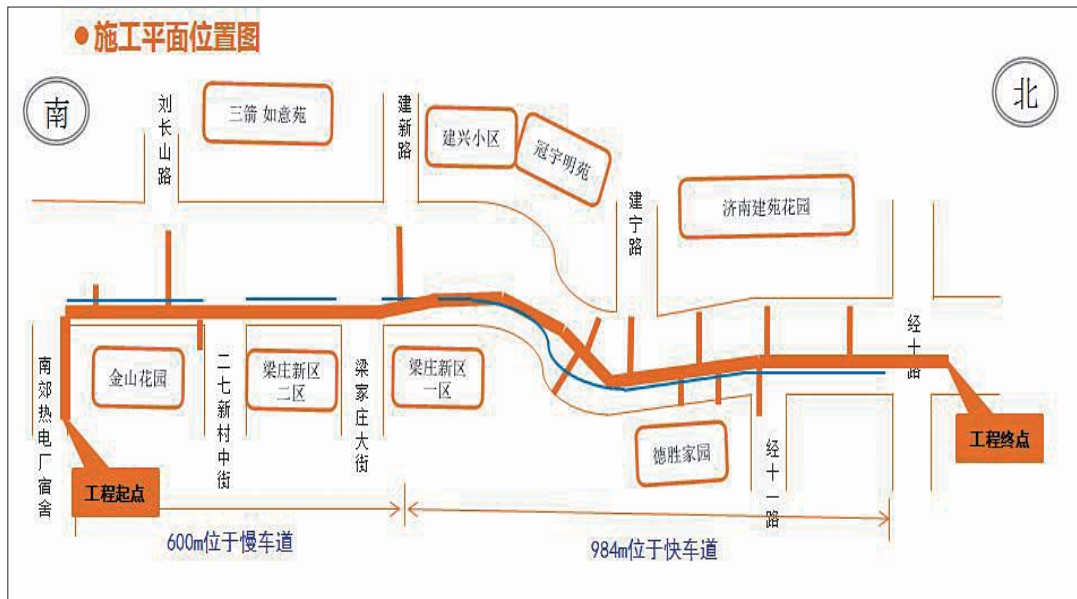 ●施工平面位置图
南
北
刘长山路
三箭 如意苑
建新路
建兴小区
冠宇明苑
建宁路
济南建苑花园
南郊热电厂宿舍
金山花园
二七新村中街
梁庄新区
二区
梁家庄大街
梁庄新区
一区
德胜家园
经十一路
经十路
工程起点
工程终点
600m位于慢车道
984m位于快车道